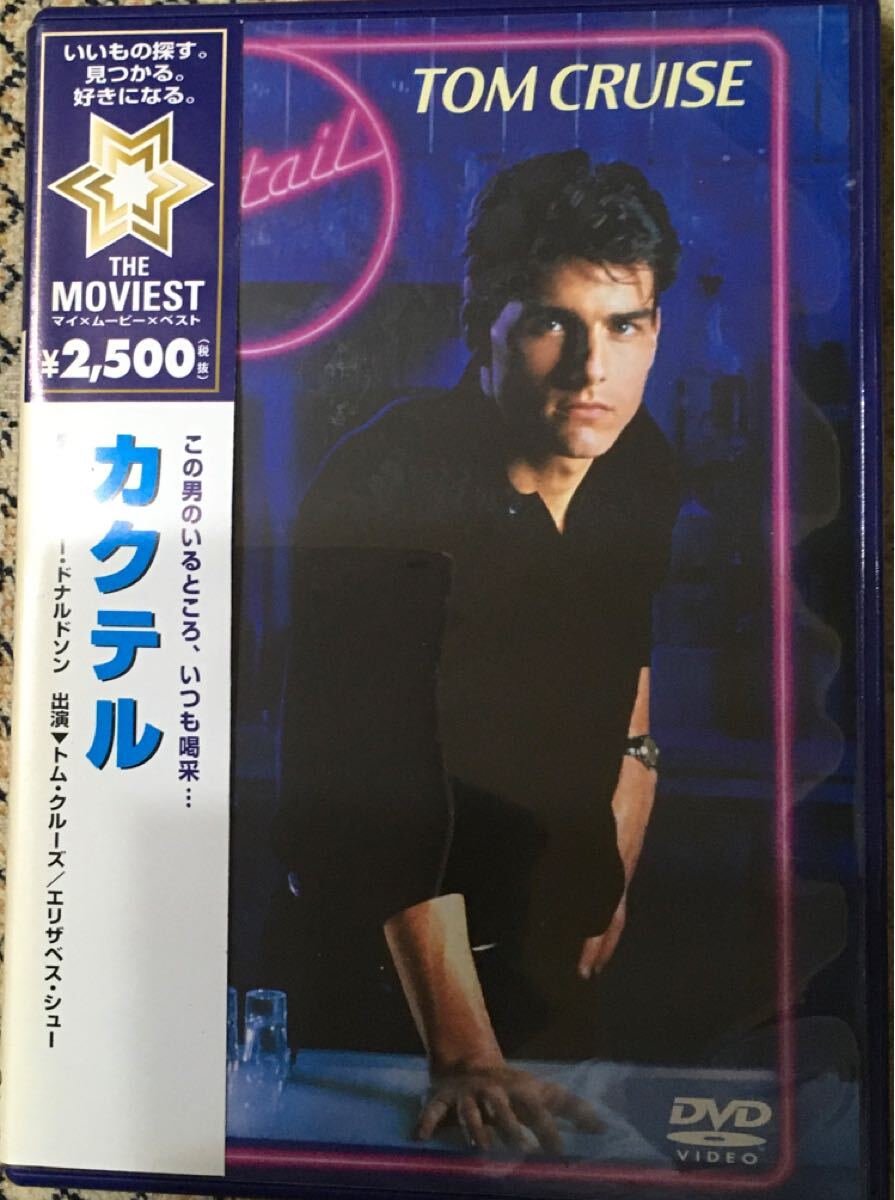 いいもの探す。
見つかる。
好きになる。
THE
MOVIEST
マイ×ムービー×ベスト
¥2,500(税抜)
tail
TOM CRUISE
この男のいるところ、いつも喝采…
カクテル
ー・ドナルドソン 出演▼トム・クルーズ/エリザベス・シュー
DVD
VIDEO